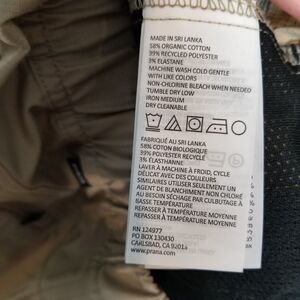 MADE IN SRI LANKA
58% ORGANIC COTTON
39% RECYCLED POLYESTER
3% ELASTANE
MACHINE WASH COLD GENTLE
WITH LIKE COLORS
NON-CHLORINE BLEACH WHEN NEEDED
TUMBLE DRY LOW
IRON MEDIUM
DRY CLEANABLE
FABRIQUÉ AU SRI LANKA
58% COTON BIOLOGIQUE
39% POLYESTER RECYCLÉ
3% ÉLASTHANNE
LAVER À MACHINE À FROID, CYCLE
DÉLICAT AVEC DE COULEURS
SIMILAIRES UTILISER SEULEMENT UN
AGENT DE BLANCHIMENT NON CHLORÉ
AU BESOIN SÉCHAGE PAR CULBUTAGE À
BASSE TEMPÉRATURE
REPASSER À TEMPÉRATURE MOYENNE
REPASSER À TEMPÉRATURE MOYENNE
RN 124977
PO BOX 130430
CARLSBAD, CA 92013
www.prana.com